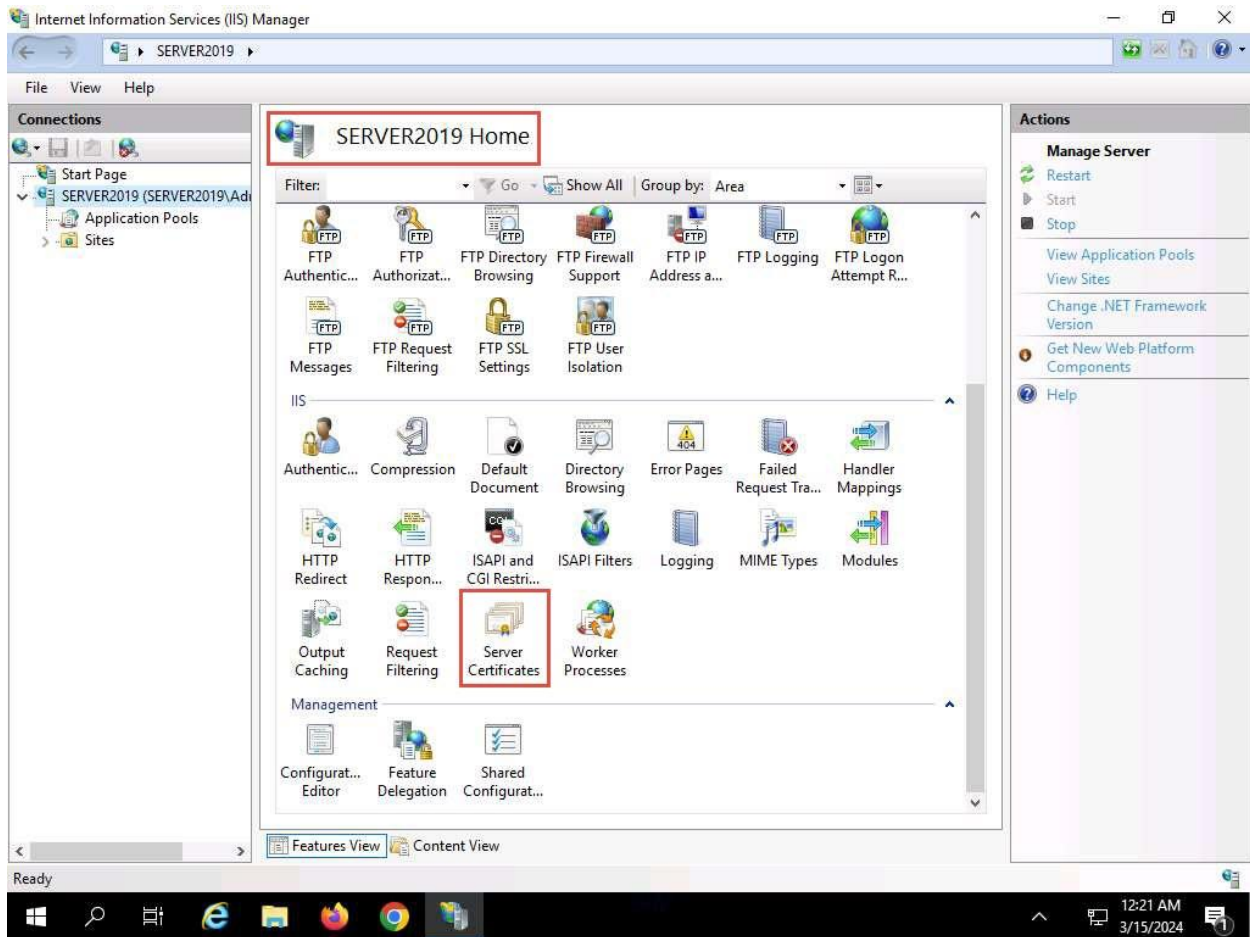 Internet Information Services (IIS) Manager
SERVER2019
File View Help
Connections
Start Page
SERVER2019 (SERVER2019\Adı
Application Pools
Sites
SERVER2019 Home
Filter: Go Show All Group by: Area
FTP FTP FTP FTP FTP FTP FTP
FTP FTP FTP Directory FTP Firewall FTP IP FTP Logging FTP Logon
Authentic... Authorizat... Browsing Support Address a... Attempt R...
FTP FTP FTP FTP
FTP FTP Request FTP SSL FTP User
Messages Filtering Settings Isolation
IIS
404
Authentic... Compression Default Directory Error Pages Failed Handler
Document Browsing Request Tra... Mappings
CGI
HTTP HTTP ISAPI and ISAPI Filters Logging MIME Types Modules
Redirect Respon... CGI Restri...
Output Request Server Worker
Caching Filtering Certificates Processes
Management
Configurat... Feature Shared
Editor Delegation Configurat...
Features View Content View
Actions
Manage Server
Restart
Start
Stop
View Application Pools
View Sites
Change .NET Framework
Version
Get New Web Platform
Components
Help
Ready
12:21 AM
3/15/2024
1